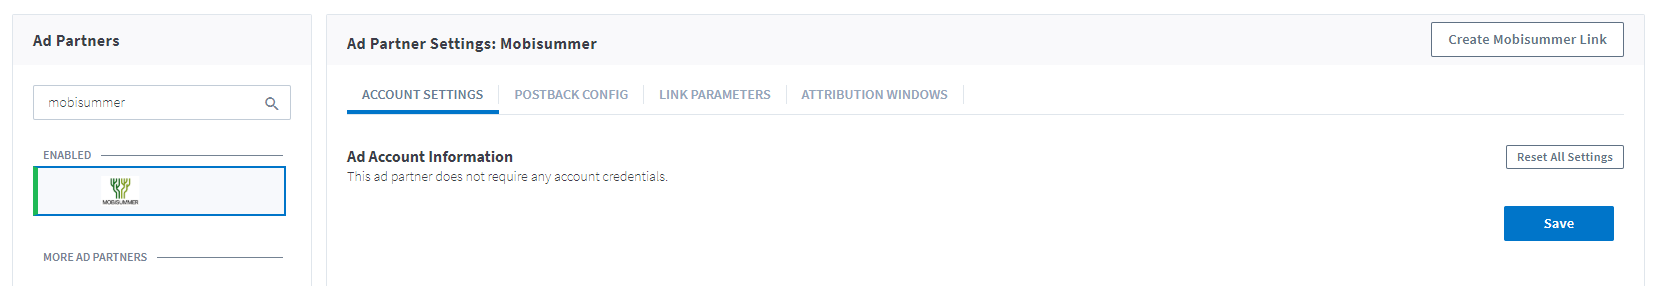 Ad Partners
mobisummer
ENABLED
MOBISUMMER
MORE AD PARTNERS
Ad Partner Settings: Mobisummer
Create Mobisummer Link
ACCOUNT SETTINGS POSTBACK CONFIG LINK PARAMETERS ATTRIBUTION WINDOWS
Ad Account Information
This ad partner does not require any account credentials.
Reset All Settings
Save